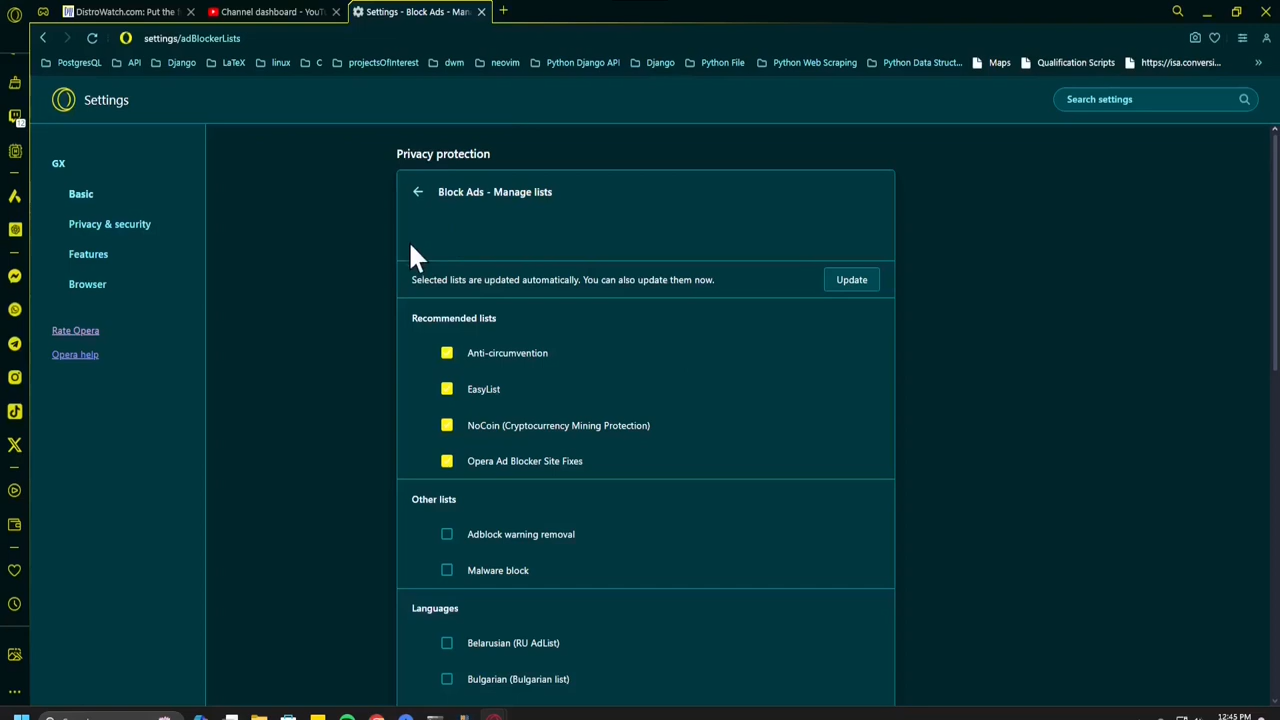 DistroWatch.com: Put the
Channel dashboard - YouT
Settings - Block Ads - Man
settings/adBlockerLists
PostgresQL
API
Django
LaTeX
linux
C
projectsOfInterest
dwm
neovim
Python Django API
Django
Python File
Python Web Scraping
Python Data Struct...
Maps
Qualification Scripts
https://isa.conversi...
Settings
Search settings
12
GX
Basic
Privacy & security
Features
Browser
Rate Opera
Opera help
Privacy protection
Block Ads - Manage lists
Selected lists are updated automatically. You can also update them now.
Update
Recommended lists
Anti-circumvention
EasyList
NoCoin (Cryptocurrency Mining Protection)
Opera Ad Blocker Site Fixes
Other lists
Adblock warning removal
Malware block
Languages
Belarusian (RU AdList)
Bulgarian (Bulgarian list)
12:45 PM